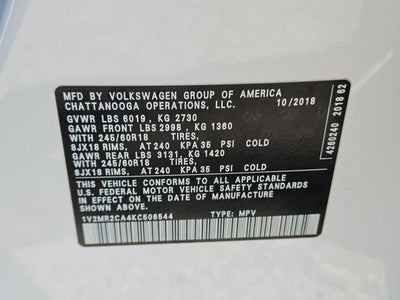 MFD BY VOLKSWAGEN GROUP OF AMERICA
CHATTANOOGA OPERATIONS, LLC. 10/2018
GVWR LBS 6019, KG 2730
GAWR FRONT LBS 2998, KG 1360
WITH 245/60R18 TIRES,
8JX18 RIMS, AT 240 KPA 35 PSI COLD
GAWR REAR LBS 3131, KG 1420
WITH 245/60R18 TIRES,
8JX18 RIMS, AT 240 KPA 35 PSI COLD
THIS VEHICLE CONFORMS TO ALL APPLICABLE
U.S. FEDERAL MOTOR VEHICLE SAFETY STANDARDS
IN EFFECT ON THE DATE OF MANUFACTURE
SHOWN ABOVE
1V2MR2CA4KC508544 TYPE: MPV
4260240 2018 62